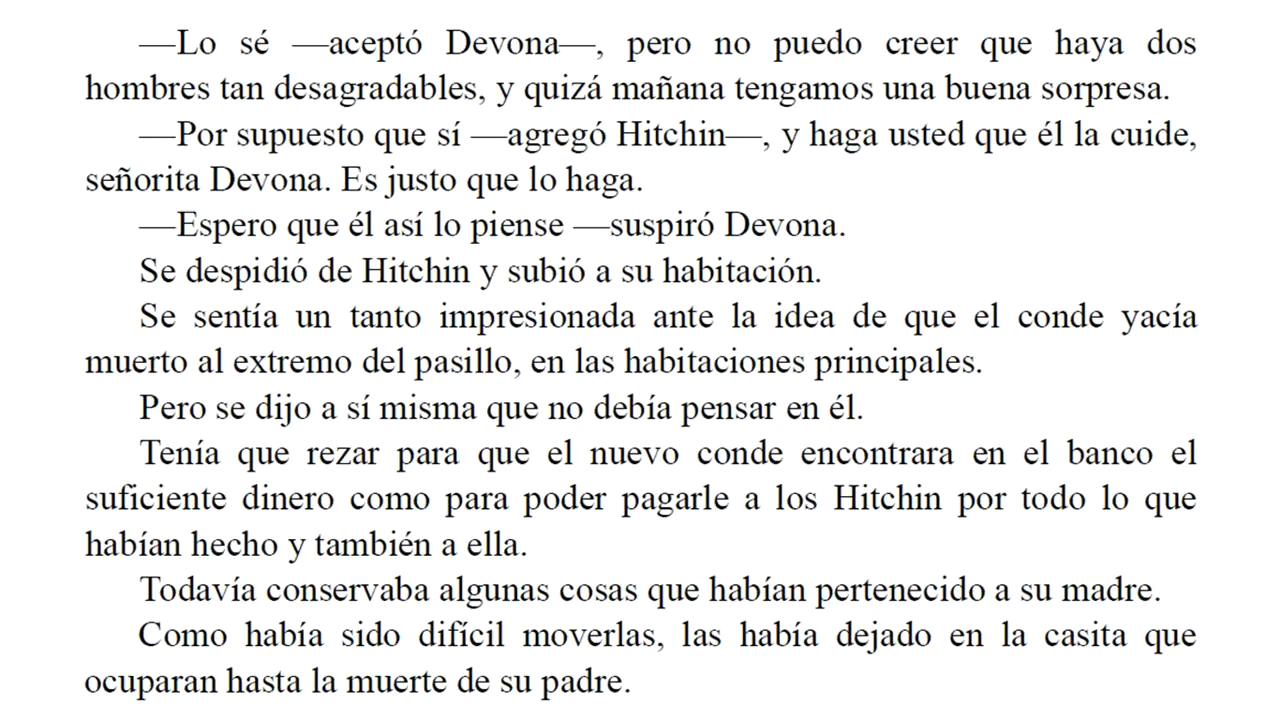 —Lo sé —aceptó Devona—, pero no puedo creer que haya dos
hombres tan desagradables, y quizá mañana tengamos una buena sorpresa.
—Por supuesto que sí —agregó Hitchin—, y haga usted que él la cuide,
señorita Devona. Es justo que lo haga.
—Espero que él así lo piense —suspiró Devona.
Se despidió de Hitchin y subió a su habitación.
Se sentía un tanto impresionada ante la idea de que el conde yacía
muerto al extremo del pasillo, en las habitaciones principales.
Pero se dijo a sí misma que no debía pensar en él.
Tenía que rezar para que el nuevo conde encontrara en el banco el
suficiente dinero como para poder pagarle a los Hitchin por todo lo que
habían hecho y también a ella.
Todavía conservaba algunas cosas que habían pertenecido a su madre.
Como había sido difícil moverlas, las había dejado en la casita que
ocuparan hasta la muerte de su padre.